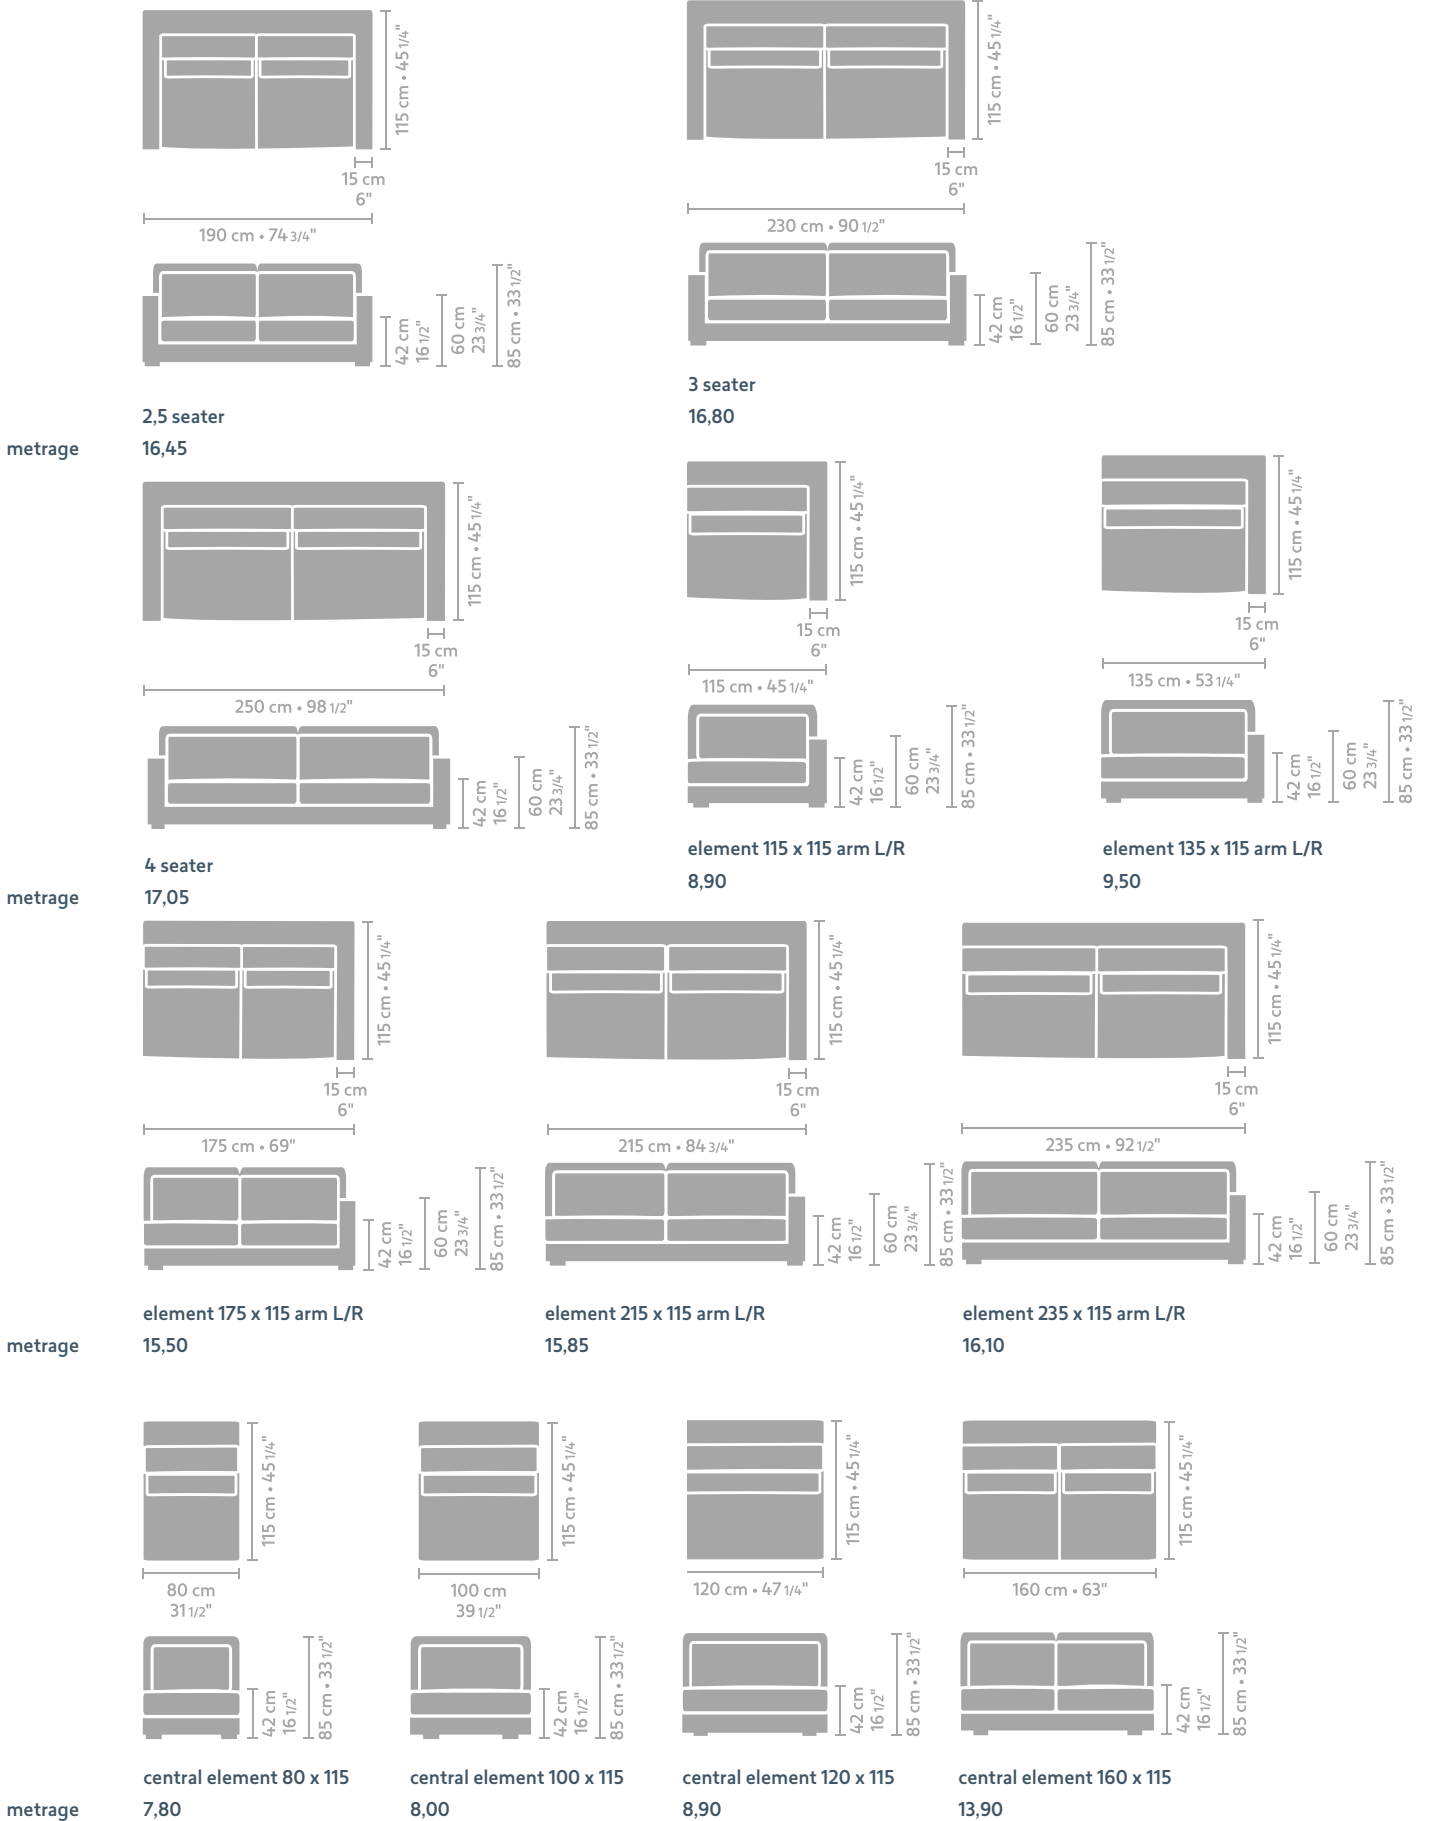 115 cm • 45 1/4"
15 cm
6"
190 cm • 74 3/4"
42 cm
16 1/2"
60 cm
23 3/4"
85 cm • 33 1/2"
2,5 seater
metrage 16,45
115 cm • 45 1/4"
15 cm
6"
230 cm • 90 1/2"
42 cm
16 1/2"
60 cm
23 3/4"
85 cm • 33 1/2"
3 seater
16,80
115 cm • 45 1/4"
15 cm
6"
250 cm • 98 1/2"
42 cm
16 1/2"
60 cm
23 3/4"
85 cm • 33 1/2"
4 seater
metrage 17,05
115 cm • 45 1/4"
15 cm
6"
115 cm • 45 1/4"
42 cm
16 1/2"
60 cm
23 3/4"
85 cm • 33 1/2"
element 115 x 115 arm L/R
8,90
115 cm • 45 1/4"
15 cm
6"
135 cm • 53 1/4"
42 cm
16 1/2"
60 cm
23 3/4"
85 cm • 33 1/2"
element 135 x 115 arm L/R
9,50
115 cm • 45 1/4"
15 cm
6"
175 cm • 69"
42 cm
16 1/2"
60 cm
23 3/4"
85 cm • 33 1/2"
element 175 x 115 arm L/R
metrage 15,50
115 cm • 45 1/4"
15 cm
6"
215 cm • 84 3/4"
42 cm
16 1/2"
60 cm
23 3/4"
85 cm • 33 1/2"
element 215 x 115 arm L/R
15,85
115 cm • 45 1/4"
15 cm
6"
235 cm • 92 1/2"
42 cm
16 1/2"
60 cm
23 3/4"
85 cm • 33 1/2"
element 235 x 115 arm L/R
16,10
115 cm • 45 1/4"
80 cm
31 1/2"
42 cm
16 1/2"
85 cm • 33 1/2"
central element 80 x 115
metrage 7,80
115 cm • 45 1/4"
100 cm
39 1/2"
42 cm
16 1/2"
85 cm • 33 1/2"
central element 100 x 115
8,00
115 cm • 45 1/4"
120 cm • 47 1/4"
42 cm
16 1/2"
85 cm • 33 1/2"
central element 120 x 115
8,90
115 cm • 45 1/4"
160 cm • 63"
42 cm
16 1/2"
85 cm • 33 1/2"
central element 160 x 115
13,90